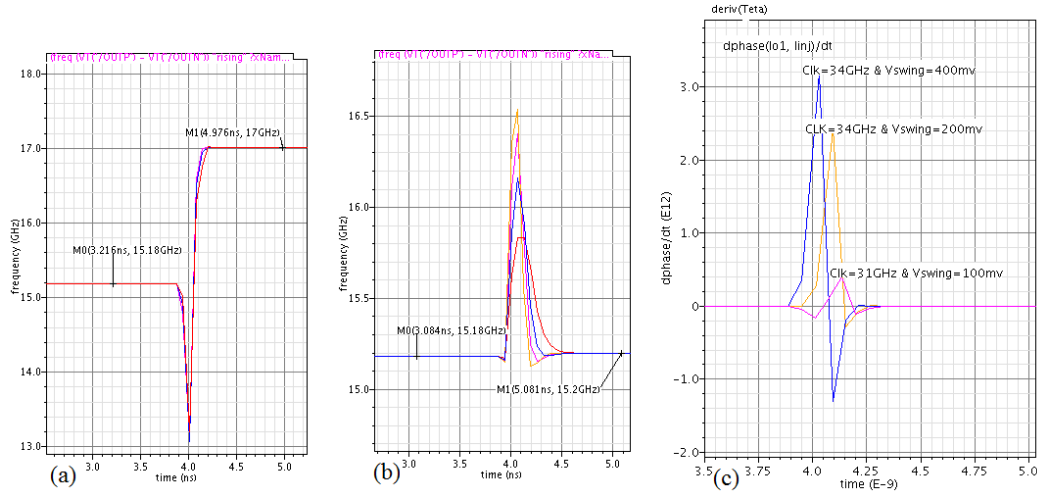 (freq (VT("/OUTP") - VT("/OUTN")) "rising" ?xNam...
18.0
17.0
16.0
15.0
14.0
13.0
frequency (GHz)
M1(4.976ns, 17GHz)
M0(3.216ns, 15.18GHz)
3.0
3.5
4.0
4.5
5.0
time (ns)
(a)
(freq (VT("/OUTP") - VT("/OUTN")) "rising" ?xNam...
16.5
16.0
15.5
15.0
frequency (GHz)
M0(3.084ns, 15.18GHz)
M1(5.081ns, 15.2GHz)
3.0
3.5
4.0
4.5
5.0
time (ns)
(b)
deriv(Teta)
dphase(Io1, Iinj)/dt
Clk=34GHz & Vswing=400mv
CLK=34GHz & Vswing=200mv
Clk=31GHz & Vswing=100mv
3.0
2.0
1.0
0
-1.0
-2.0
dphase/dt (E12)
3.5
3.75
4.0
4.25
4.5
4.75
5.0
time (E-9)
(c)